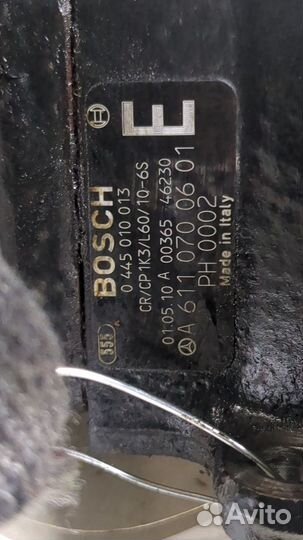 BOSCH
E
0 445 010 013
CR/CP1K3/L60/10-6S
01 05 10 A 00365 46230
A 611 070 06 01
PH 0002
Made in Italy
555
Avito